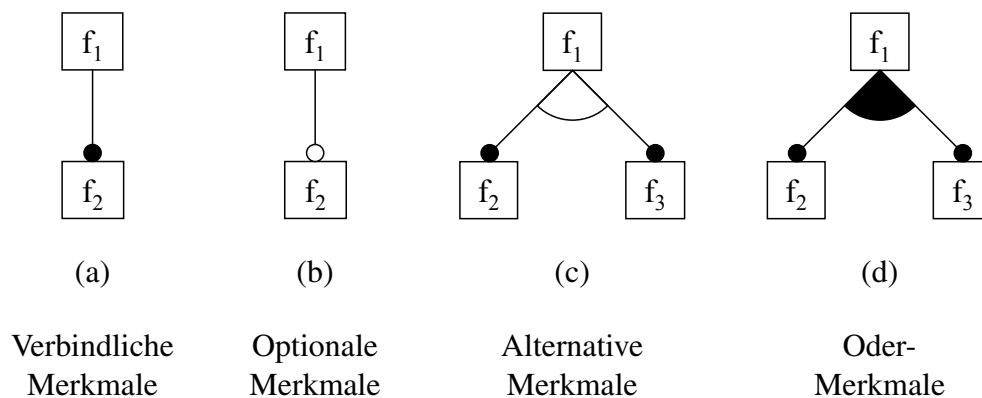 f₁ f₁ f₁ f₁
f₂ f₂ f₂ f₃ f₂ f₃
(a) (b) (c) (d)
Verbindliche Optionale Alternative Oder-
Merkmale Merkmale Merkmale Merkmale